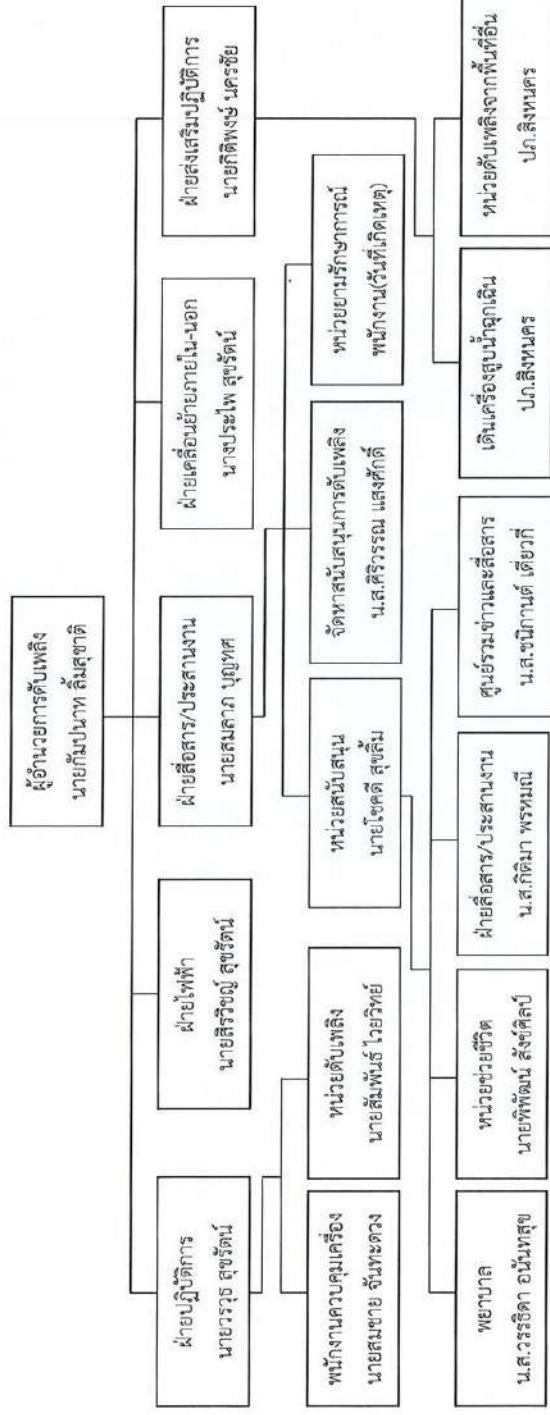 ผู้อำนวยการดับเพลิง
นายกัมปนาท ลิ้มสุชาติ
ฝ่ายปฏิบัติการ
นายวรวุธ สุขรัตน์
ฝ่ายไฟฟ้า
นายสิรวิชญ์ สุขรัตน์
ฝ่ายสื่อสาร/ประสานงาน
นายสมลาภ บุญทศ
ฝ่ายเคลื่อนย้ายภายใน-นอก
นางประไพ สุขรัตน์
ฝ่ายส่งเสริมปฏิบัติการ
นายกิติพงษ์ นครชัย
พนักงานควบคุมเครื่อง
นายสมชาย จันทะดวง
หน่วยดับเพลิง
นายสัมพันธ์ ไวยวิทย์
หน่วยสนับสนุน
นายโชคดี สุขลิ้ม
จัดหาสนับสนุนการดับเพลิง
น.ส.ศิริวรรณ แสงศักดิ์
หน่วยยามรักษาการณ์
พนักงาน(วันที่เกิดเหตุ)
พยาบาล
น.ส.วรรธิดา อนันทสุข
หน่วยช่วยชีวิต
นายพิพัฒน์ สังข์ศิลป์
ฝ่ายสื่อสาร/ประสานงาน
น.ส.กิติมา พรหมณี
ศูนย์รวมข่าวและสื่อสาร
น.ส.ชนิกานต์ เดี่ยวกี่
เดินเครื่องสูบน้ำฉุกเฉิน
ปภ.สิงหนคร
หน่วยดับเพลิงจากพื้นที่อื่น
ปภ.สิงหนคร